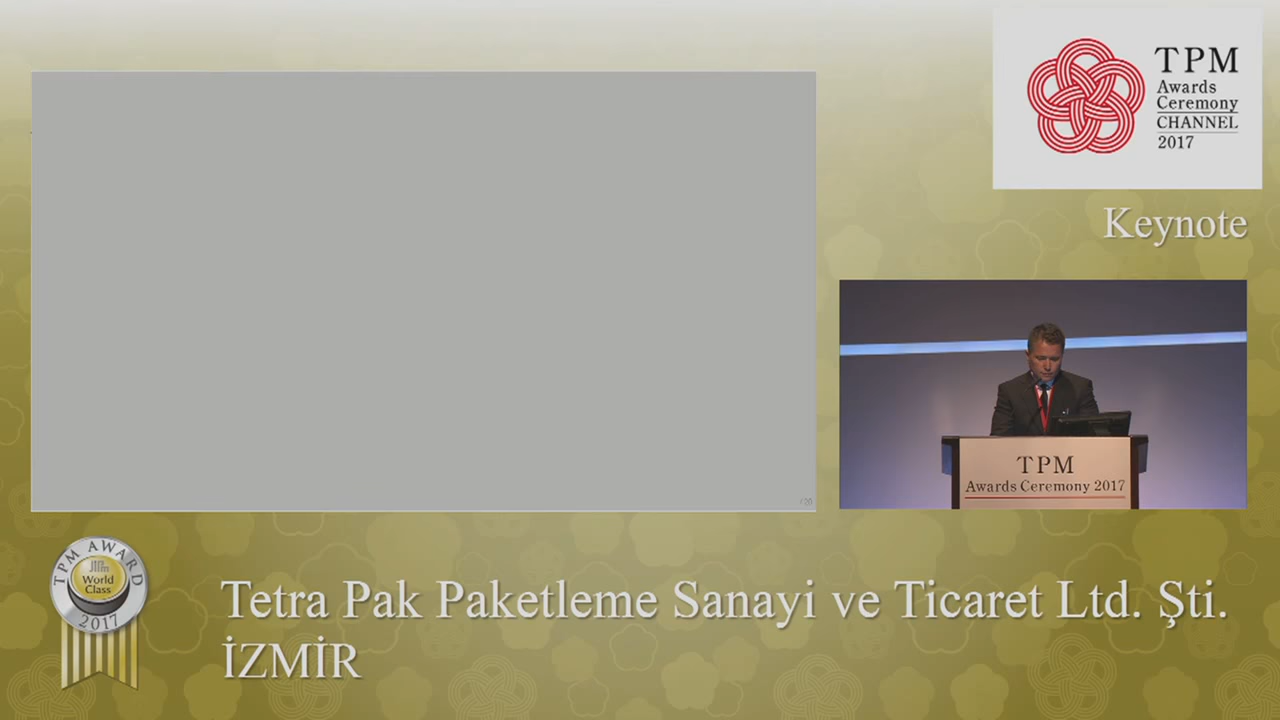 TPM
Awards
Ceremony
CHANNEL
2017
Keynote
TPM
Awards Ceremony 2017
TPM AWARD
World
Class
2017
Tetra Pak Paketleme Sanayi ve Ticaret Ltd. Şti.
İZMİR